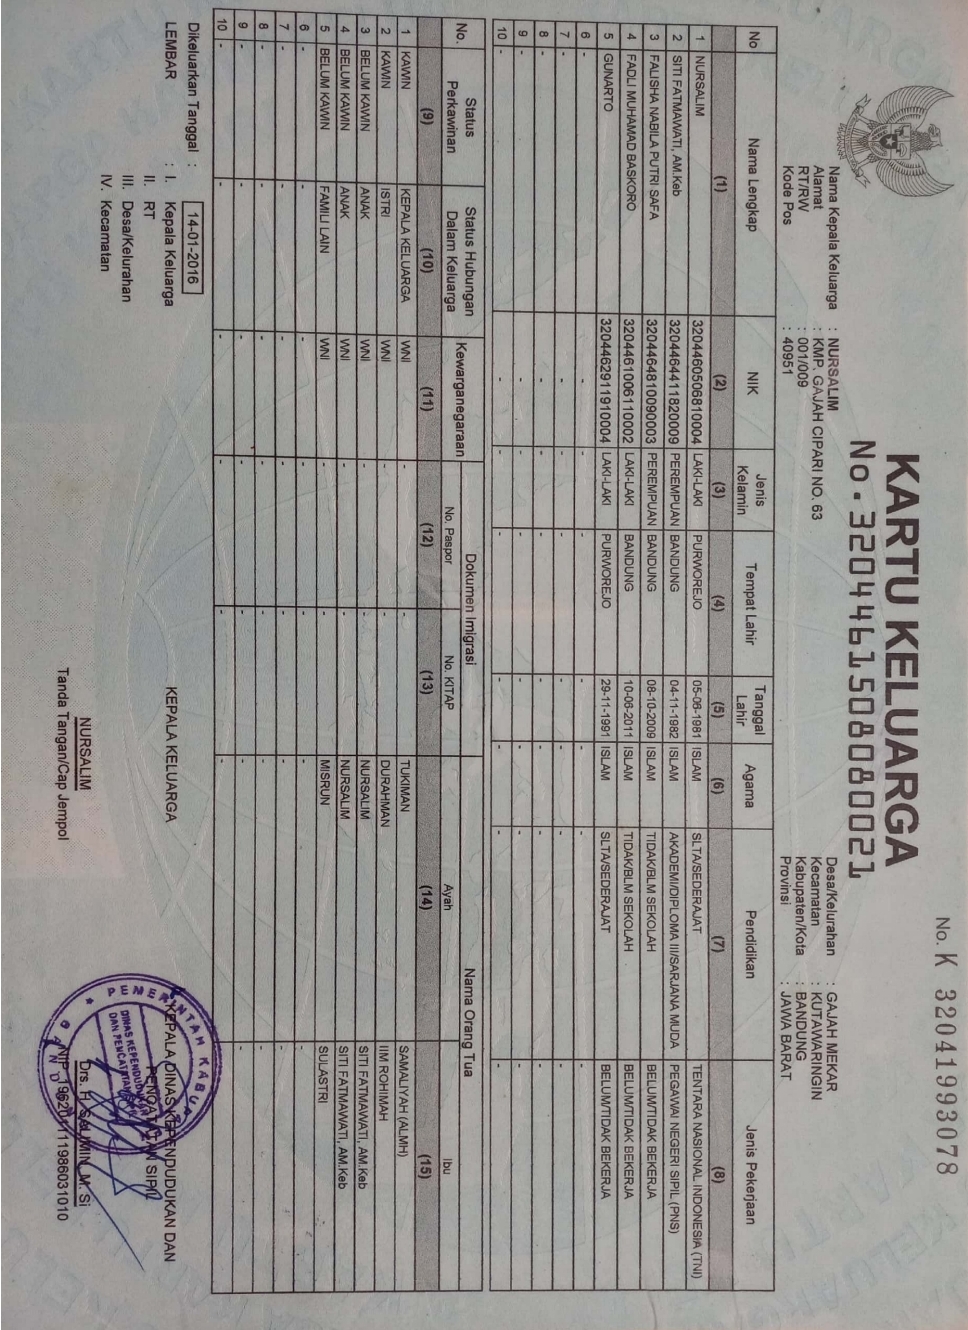 No. K 32041993078
KARTU KELUARGA
No.3204461508080021
Nama Kepala Keluarga : NURSALIM
Alamat : KMP. GAJAH CIPARI NO. 63
RT/RW : 001/009
Kode Pos : 40951
Desa/Kelurahan : GAJAH MEKAR
Kecamatan : KUTAWARINGIN
Kabupaten/Kota : BANDUNG
Provinsi : JAWA BARAT
No Nama Lengkap NIK Jenis Kelamin Tempat Lahir Tanggal Lahir Agama Pendidikan Jenis Pekerjaan
(1) (2) (3) (4) (5) (6) (7) (8)
1 NURSALIM 3204460506810004 LAKI-LAKI PURWOREJO 05-06-1981 ISLAM SLTA/SEDERAJAT TENTARA NASIONAL INDONESIA (TNI)
2 SITI FATMAWATI, AM.Keb 3204464411820009 PEREMPUAN BANDUNG 04-11-1982 ISLAM AKADEMI/DIPLOMA III/SARJANA MUDA PEGAWAI NEGERI SIPIL (PNS)
3 FALISHA NABILA PUTRI SAFA 3204464810090003 PEREMPUAN BANDUNG 08-10-2009 ISLAM TIDAK/BLM SEKOLAH BELUM/TIDAK BEKERJA
4 FADLI MUHAMAD BASKORO 3204461006110002 LAKI-LAKI BANDUNG 10-06-2011 ISLAM TIDAK/BLM SEKOLAH BELUM/TIDAK BEKERJA
5 GUNARTO 3204462911910004 LAKI-LAKI PURWOREJO 29-11-1991 ISLAM SLTA/SEDERAJAT BELUM/TIDAK BEKERJA
6 - - - - - - - -
7 - - - - - - - -
8 - - - - - - - -
9 - - - - - - - -
10 - - - - - - - -
No. Status Perkawinan Status Hubungan Dalam Keluarga Kewarganegaraan Dokumen Imigrasi Nama Orang Tua
No. Paspor No. KITAP Ayah Ibu
(9) (10) (11) (12) (13) (14) (15)
1 KAWIN KEPALA KELUARGA WNI - - TUKIMAN SAMALIYAH (ALMH)
2 KAWIN ISTRI WNI - - DURAHMAN IIM ROHIMAH
3 BELUM KAWIN ANAK WNI - - NURSALIM SITI FATMAWATI, AM.Keb
4 BELUM KAWIN ANAK WNI - - NURSALIM SITI FATMAWATI, AM.Keb
5 BELUM KAWIN FAMILI LAIN WNI - - MISRUN SULASTRI
6 - - - - - - -
7 - - - - - - -
8 - - - - - - -
9 - - - - - - -
10 - - - - - - -
Dikeluarkan Tanggal : 14-01-2016
LEMBAR : I. Kepala Keluarga
II. RT
III. Desa/Kelurahan
IV. Kecamatan
KEPALA KELUARGA
NURSALIM
Tanda Tangan/Cap Jempol
KEPALA DINAS KEPENDUDUKAN DAN
PENCATATAN SIPIL
PEMERINTAH KABUPATEN
DINAS KEPENDUDUKAN
DAN PENCATATAN SIPIL
BANDUNG
Drs. H. SALIMIN, M. Si
NIP. 196201111986031010